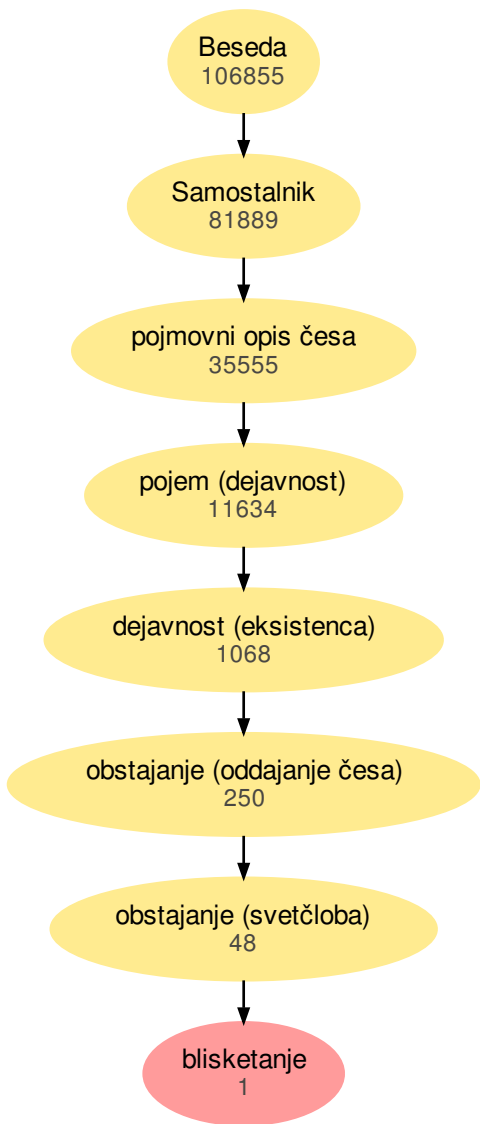 Beseda
106855
Samostalnik
81889
pojmovni opis česa
35555
pojem (dejavnost)
11634
dejavnost (eksistenca)
1068
obstajanje (oddajanje česa)
250
obstajanje (svetčloba)
48
blisketanje
1